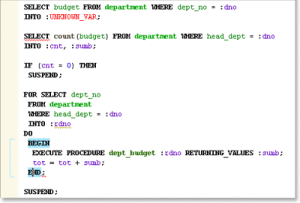 SELECT budget FROM department WHERE dept_no = :dno
INTO :UNKNOWN_VAR;
SELECT count(budget) FROM department WHERE head_dept = :dno
INTO :cnt, :sumb;
IF (cnt = 0) THEN
SUSPEND;
FOR SELECT dept_no
FROM department
WHERE head_dept = :dno
INTO :rdno
DO
BEGIN
EXECUTE PROCEDURE dept_budget :rdno RETURNING_VALUES :sumb;
tot = tot + sumb;
END;
SUSPEND;